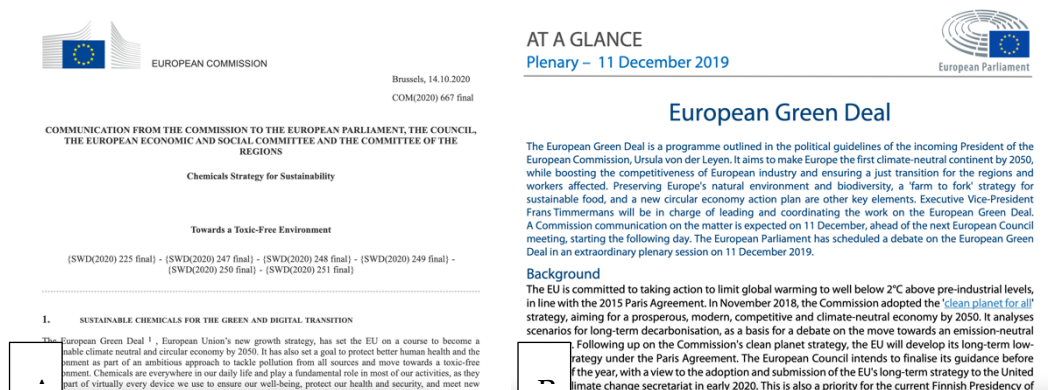 EUROPEAN COMMISSION
Brussels, 14.10.2020
COM(2020) 667 final
COMMUNICATION FROM THE COMMISSION TO THE EUROPEAN PARLIAMENT, THE COUNCIL,
THE EUROPEAN ECONOMIC AND SOCIAL COMMITTEE AND THE COMMITTEE OF THE
REGIONS
Chemicals Strategy for Sustainability
Towards a Toxic-Free Environment
{SWD(2020) 225 final} - {SWD(2020) 247 final} - {SWD(2020) 248 final} - {SWD(2020) 249 final} -
{SWD(2020) 250 final} - {SWD(2020) 251 final}
1. SUSTAINABLE CHEMICALS FOR THE GREEN AND DIGITAL TRANSITION
The European Green Deal 1 , European Union's new growth strategy, has set the EU on a course to become a
nable climate neutral and circular economy by 2050. It has also set a goal to protect better human health and the
nment as part of an ambitious approach to tackle pollution from all sources and move towards a toxic-free
onment. Chemicals are everywhere in our daily life and play a fundamental role in most of our activities, as they
part of virtually every device we use to ensure our well-being, protect our health and security, and meet new
AT A GLANCE
Plenary – 11 December 2019
European Parliament
European Green Deal
The European Green Deal is a programme outlined in the political guidelines of the incoming President of the
European Commission, Ursula von der Leyen. It aims to make Europe the first climate-neutral continent by 2050,
while boosting the competitiveness of European industry and ensuring a just transition for the regions and
workers affected. Preserving Europe's natural environment and biodiversity, a 'farm to fork' strategy for
sustainable food, and a new circular economy action plan are other key elements. Executive Vice-President
Frans Timmermans will be in charge of leading and coordinating the work on the European Green Deal.
A Commission communication on the matter is expected on 11 December, ahead of the next European Council
meeting, starting the following day. The European Parliament has scheduled a debate on the European Green
Deal in an extraordinary plenary session on 11 December 2019.
Background
The EU is committed to taking action to limit global warming to well below 2°C above pre-industrial levels,
in line with the 2015 Paris Agreement. In November 2018, the Commission adopted the 'clean planet for all'
strategy, aiming for a prosperous, modern, competitive and climate-neutral economy by 2050. It analyses
scenarios for long-term decarbonisation, as a basis for a debate on the move towards an emission-neutral
. Following up on the Commission's clean planet strategy, the EU will develop its long-term low-
rategy under the Paris Agreement. The European Council intends to finalise its guidance before
f the year, with a view to the adoption and submission of the EU's long-term strategy to the United
limate change secretariat in early 2020. This is also a priority for the current Finnish Presidency of